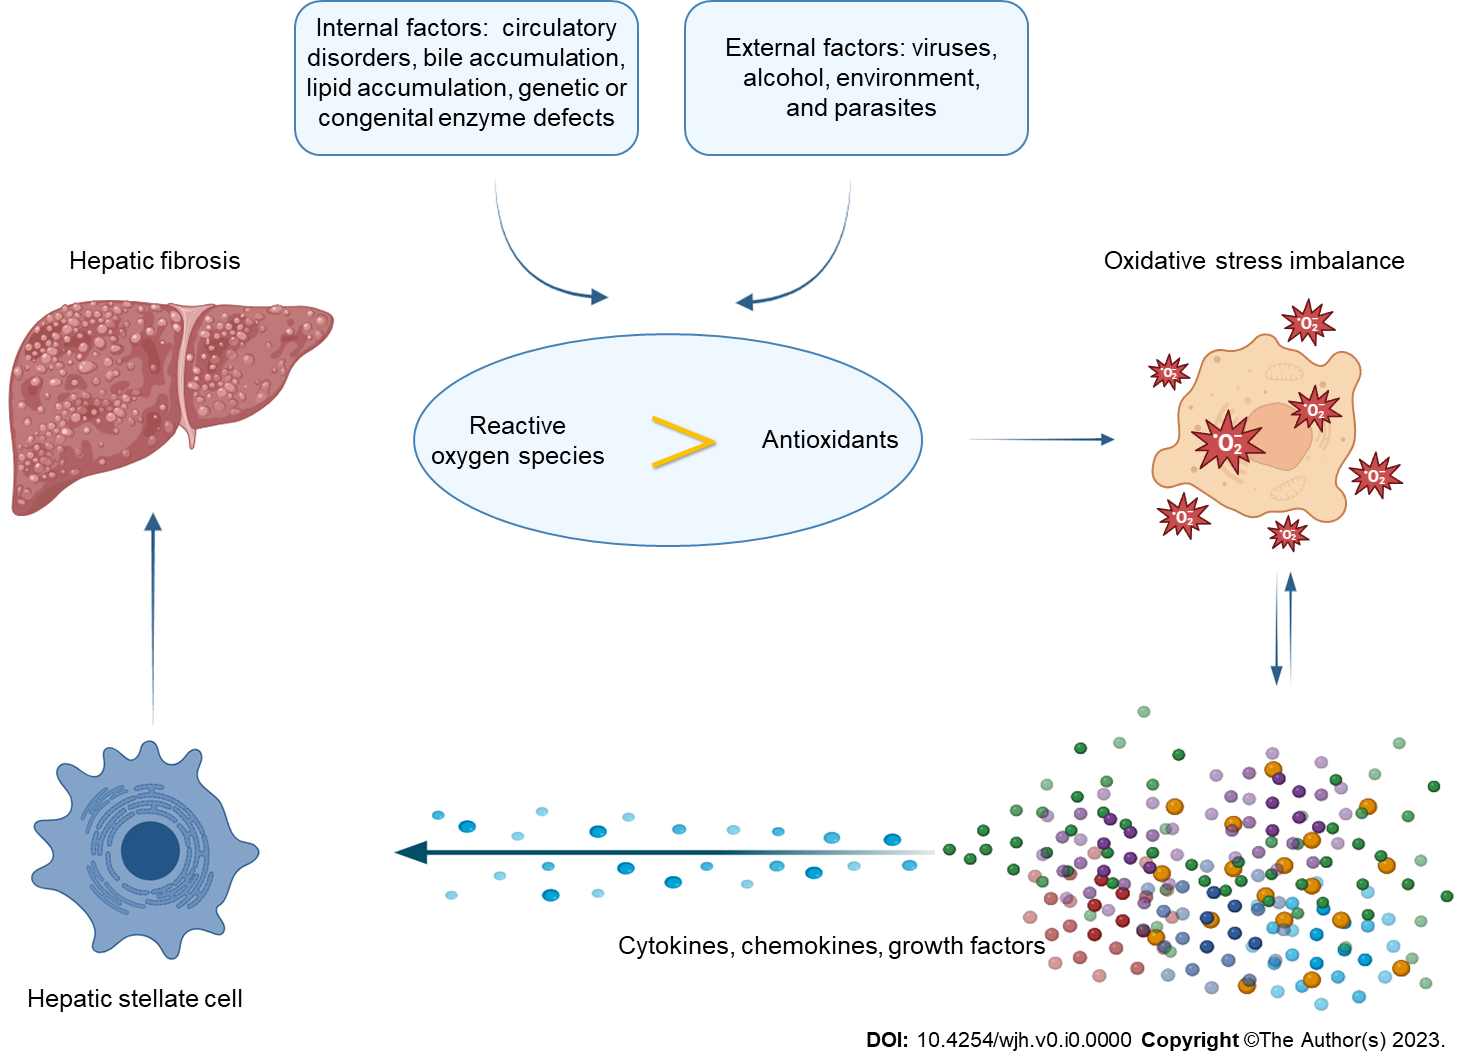 Internal factors: circulatory
disorders, bile accumulation,
lipid accumulation, genetic or
congenital enzyme defects
External factors: viruses,
alcohol, environment,
and parasites
Hepatic fibrosis
Oxidative stress imbalance
Reactive
oxygen species
>
Antioxidants
·O₂⁻
·O₂⁻
·O₂⁻
·O₂⁻
·O₂⁻
·O₂⁻
·O₂⁻
Cytokines, chemokines, growth factors
Hepatic stellate cell
DOI: 10.4254/wjh.v0.i0.0000 Copyright ©The Author(s) 2023.